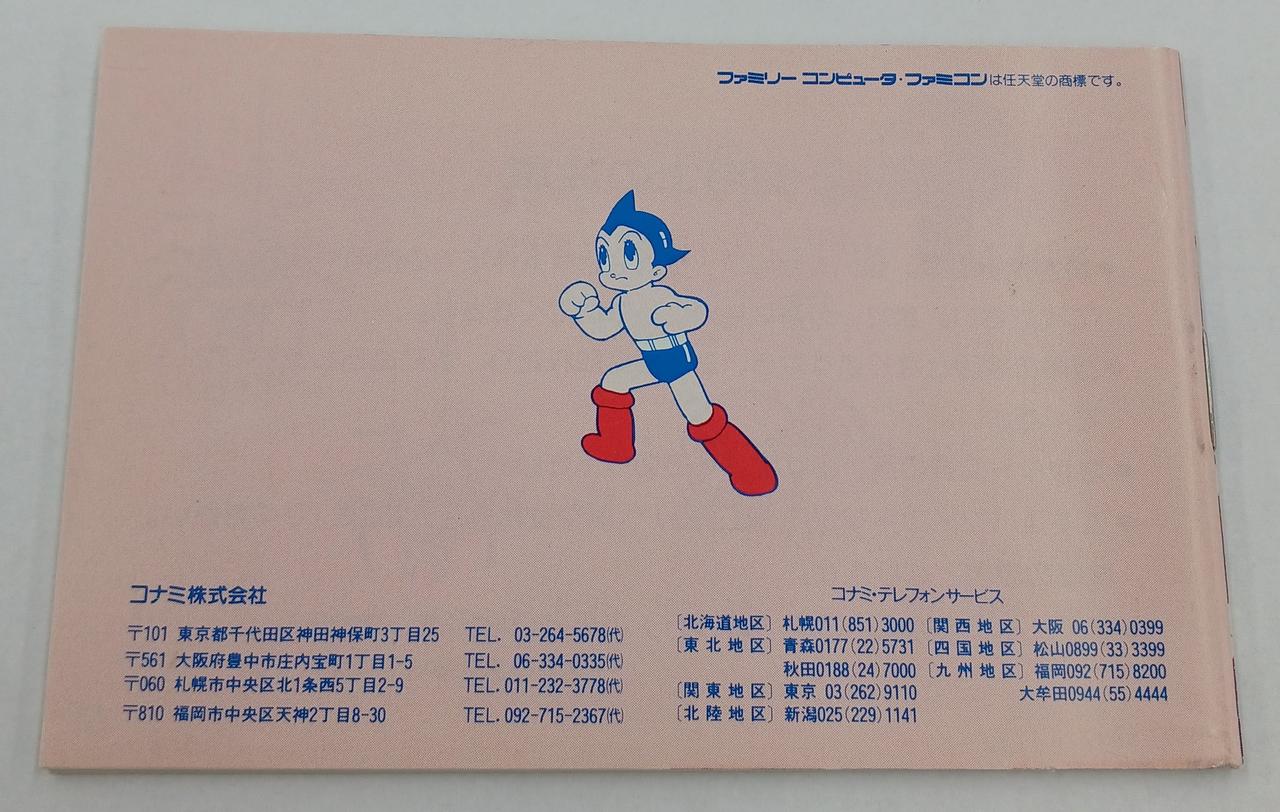 ファミリー コンピュータ・ファミコンは任天堂の商標です。
コナミ株式会社
〒101 東京都千代田区神田神保町3丁目25 TEL. 03-264-5678㈹
〒561 大阪府豊中市庄内宝町1丁目1-5 TEL. 06-334-0335㈹
〒060 札幌市中央区北1条西5丁目2-9 TEL. 011-232-3778㈹
〒810 福岡市中央区天神2丁目8-30 TEL. 092-715-2367㈹
コナミ・テレフォンサービス
〔北海道地区〕 札幌011(851)3000
〔東北地区〕 青森0177(22)5731
秋田0188(24)7000
〔関東地区〕 東京 03(262)9110
〔北陸地区〕 新潟025(229)1141
〔関西地区〕 大阪 06(334)0399
〔四国地区〕 松山0899(33)3399
〔九州地区〕 福岡092(715)8200
大牟田0944(55)4444